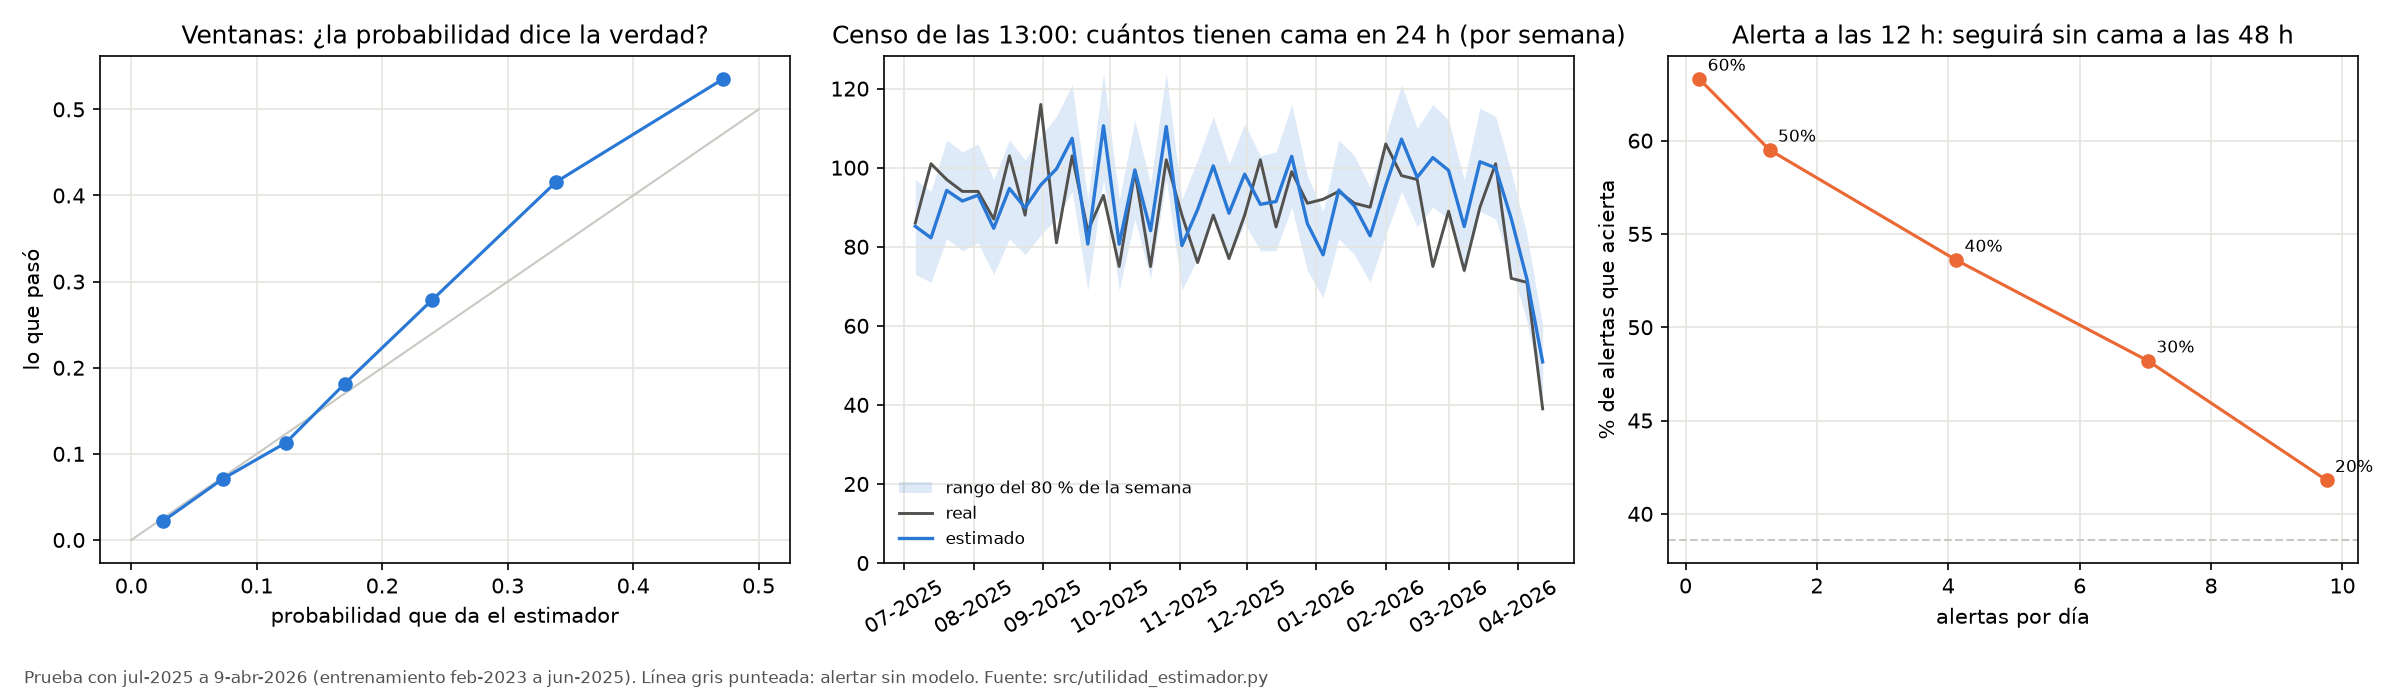 Ventanas: ¿la probabilidad dice la verdad?
lo que pasó
0.5
0.4
0.3
0.2
0.1
0.0
0.0 0.1 0.2 0.3 0.4 0.5
probabilidad que da el estimador
Censo de las 13:00: cuántos tienen cama en 24 h (por semana)
120
100
80
60
40
20
0
rango del 80 % de la semana
real
estimado
07-2025 08-2025 09-2025 10-2025 11-2025 12-2025 01-2026 02-2026 03-2026 04-2026
Alerta a las 12 h: seguirá sin cama a las 48 h
% de alertas que acierta
60
55
50
45
40
60%
50%
40%
30%
20%
0 2 4 6 8 10
alertas por día
Prueba con jul-2025 a 9-abr-2026 (entrenamiento feb-2023 a jun-2025). Línea gris punteada: alertar sin modelo. Fuente: src/utilidad_estimador.py